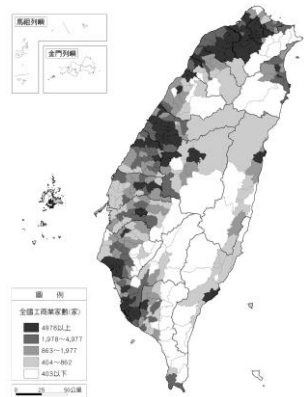 馬祖列嶼
金門列嶼
圖 例
全國工商業家數(家)
4978以上
1,978~4,977
863~1,977
404~862
403以下
0 25 50公里